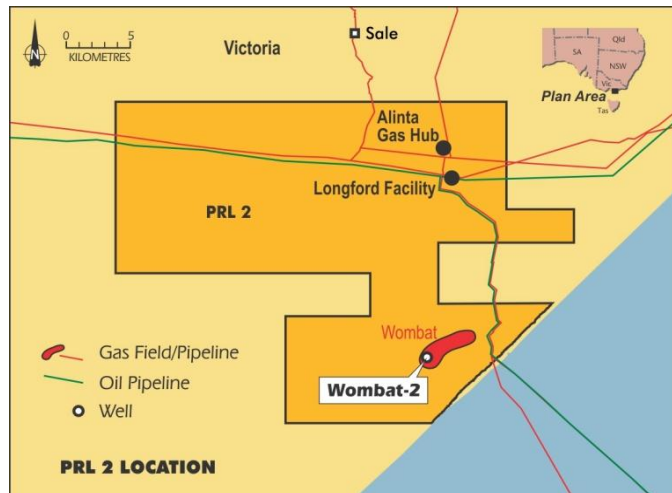 N
0 5
KILOMETRES
Victoria
Sale
SA
Qld
NSW
Vic
Tas
Plan Area
Alinta
Gas Hub
Longford Facility
PRL 2
Wombat
Wombat-2
Gas Field/Pipeline
Oil Pipeline
Well
PRL 2 LOCATION